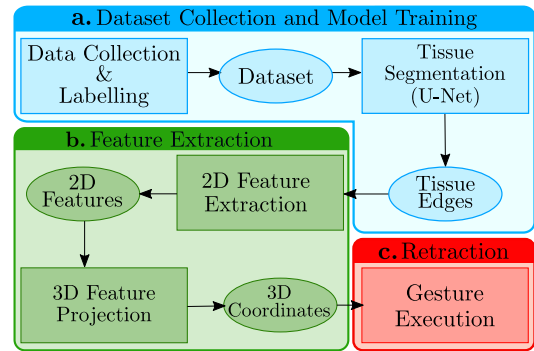 a. Dataset Collection and Model Training
Data Collection
&
Labelling
Dataset
Tissue
Segmentation
(U-Net)
Tissue
Edges
b. Feature Extraction
2D Feature
Extraction
2D
Features
3D Feature
Projection
3D
Coordinates
c. Retraction
Gesture
Execution